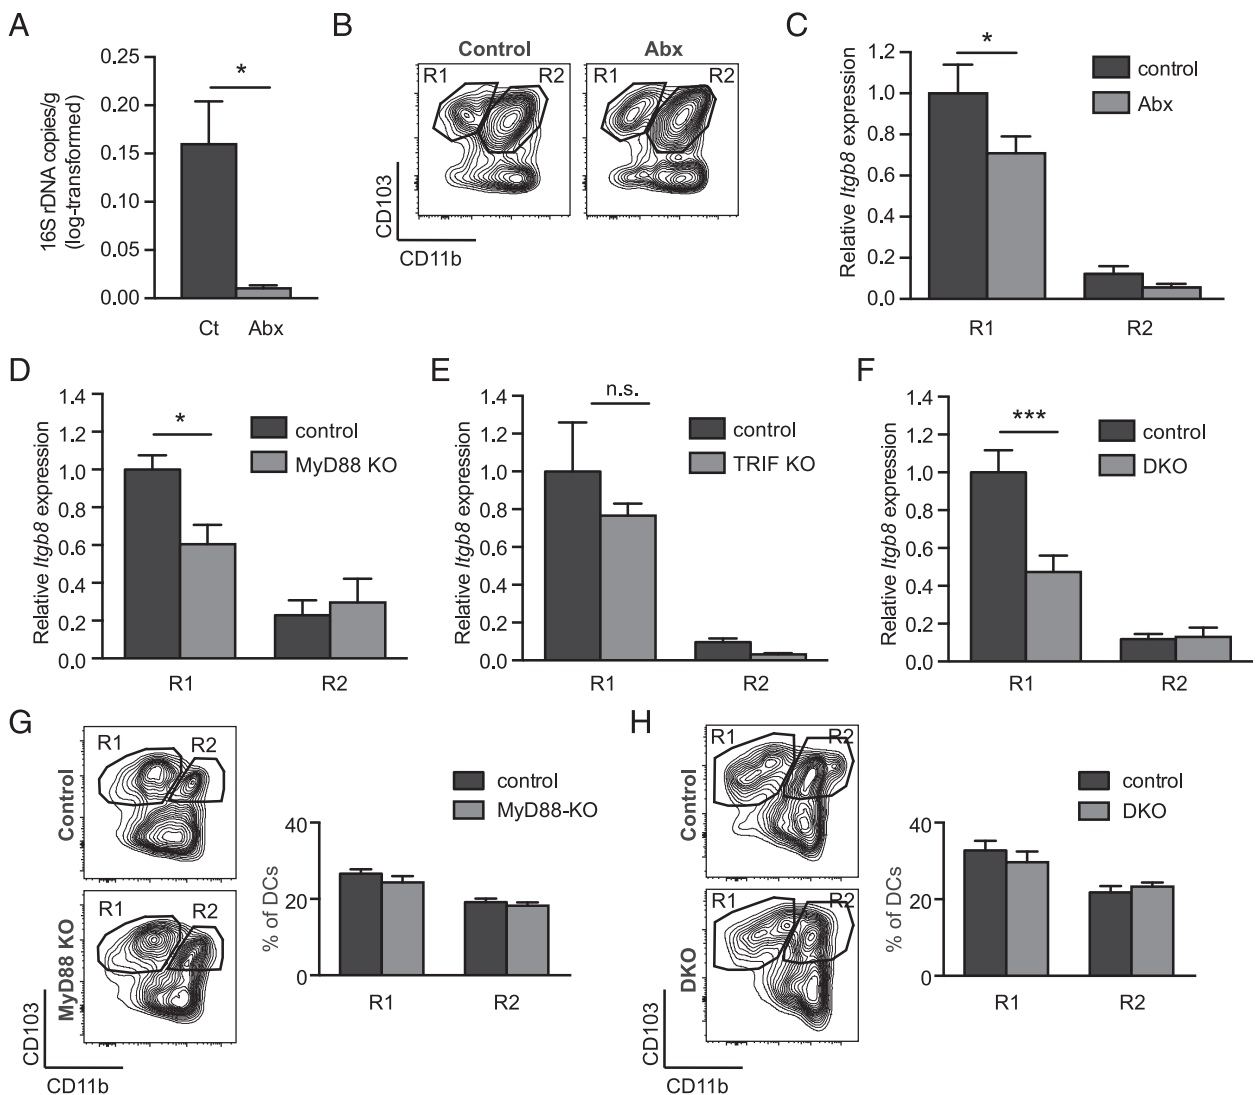 A
16S rDNA copies/g
(log-transformed)
0.25
0.20
0.15
0.10
0.05
0.00
*
Ct Abx
B
Control Abx
R1 R2 R2
CD103
CD11b
C
Relative Itgb8 expression
1.2
1.0
0.8
0.6
0.4
0.2
0.0
*
control
Abx
R1 R2
D
Relative Itgb8 expression
1.4
1.2
1.0
0.8
0.6
0.4
0.2
0.0
*
control
MyD88 KO
R1 R2
E
Relative Itgb8 expression
1.4
1.2
1.0
0.8
0.6
0.4
0.2
0.0
n.s.
control
TRIF KO
R1 R2
F
Relative Itgb8 expression
1.4
1.2
1.0
0.8
0.6
0.4
0.2
0.0
***
control
DKO
R1 R2
G
Control
R1 R2
MyD88 KO
R1 R2
CD103
CD11b
control
MyD88-KO
% of DCs
40
20
0
R1 R2
H
Control
R1 R2
DKO
R1 R2
CD103
CD11b
control
DKO
% of DCs
40
20
0
R1 R2